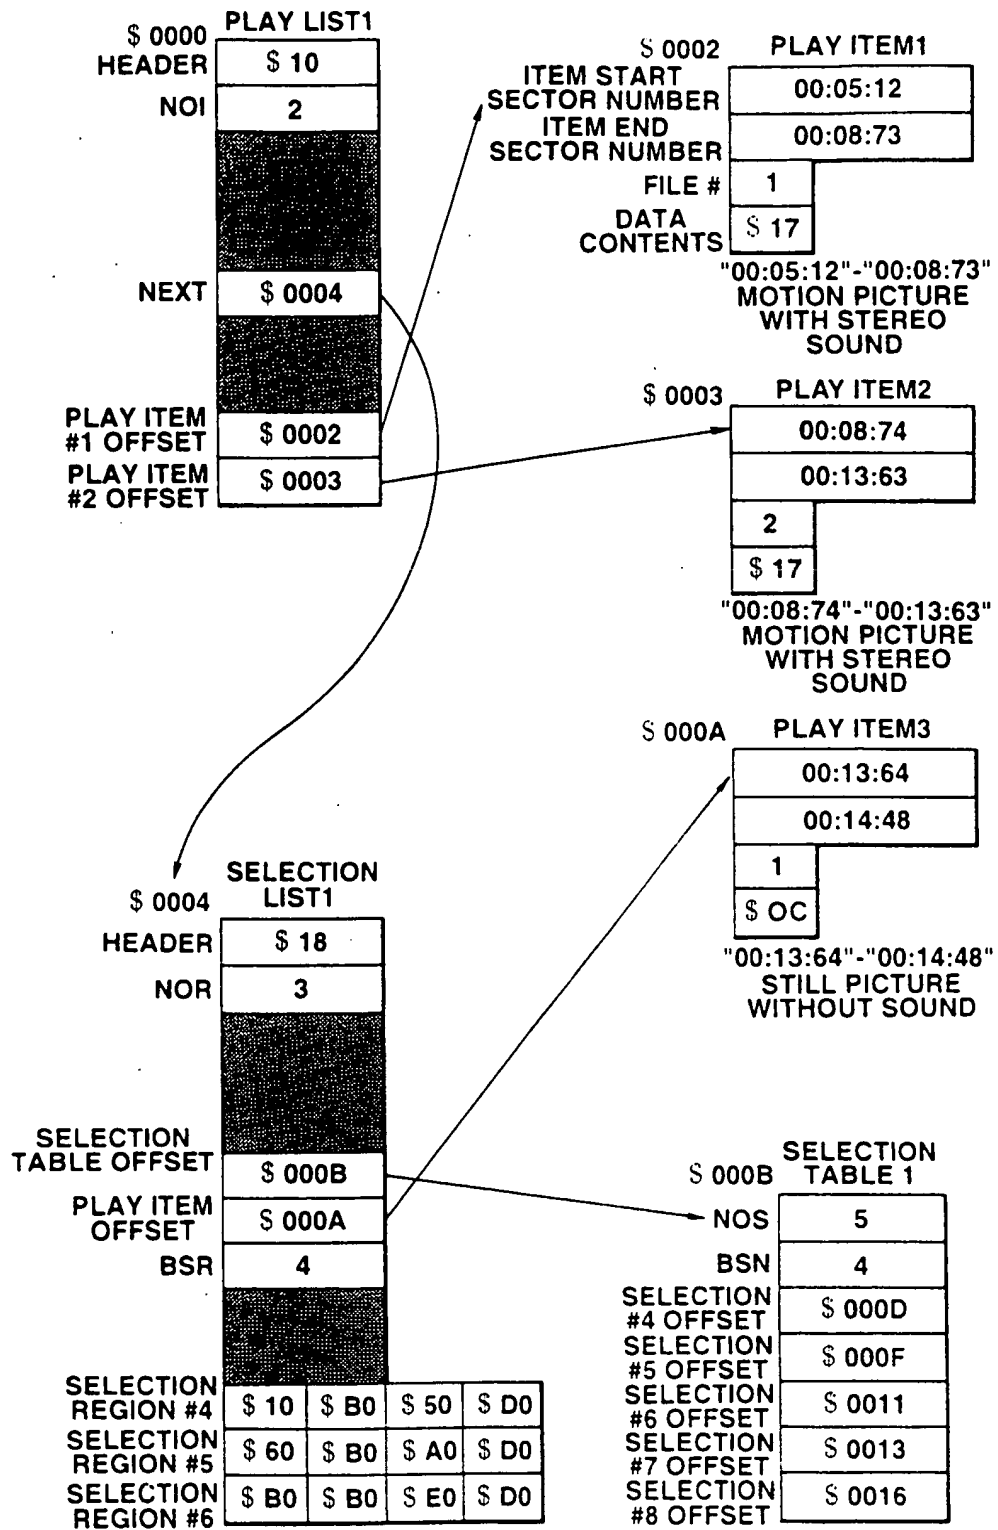 PLAY LIST1
$ 0000
HEADER $ 10
NOI 2
NEXT $ 0004
PLAY ITEM
#1 OFFSET $ 0002
PLAY ITEM
#2 OFFSET $ 0003
$ 0002 PLAY ITEM1
ITEM START
SECTOR NUMBER 00:05:12
ITEM END
SECTOR NUMBER 00:08:73
FILE # 1
DATA
CONTENTS $ 17
"00:05:12"-"00:08:73"
MOTION PICTURE
WITH STEREO
SOUND
$ 0003 PLAY ITEM2
00:08:74
00:13:63
2
$ 17
"00:08:74"-"00:13:63"
MOTION PICTURE
WITH STEREO
SOUND
$ 000A PLAY ITEM3
00:13:64
00:14:48
1
$ OC
"00:13:64"-"00:14:48"
STILL PICTURE
WITHOUT SOUND
SELECTION
LIST1
$ 0004
HEADER $ 18
NOR 3
SELECTION
TABLE OFFSET $ 000B
PLAY ITEM
OFFSET $ 000A
BSR 4
SELECTION
REGION #4 $ 10 $ B0 $ 50 $ D0
SELECTION
REGION #5 $ 60 $ B0 $ A0 $ D0
SELECTION
REGION #6 $ B0 $ B0 $ E0 $ D0
SELECTION
$ 000B TABLE 1
NOS 5
BSN 4
SELECTION
#4 OFFSET $ 000D
SELECTION
#5 OFFSET $ 000F
SELECTION
#6 OFFSET $ 0011
SELECTION
#7 OFFSET $ 0013
SELECTION
#8 OFFSET $ 0016